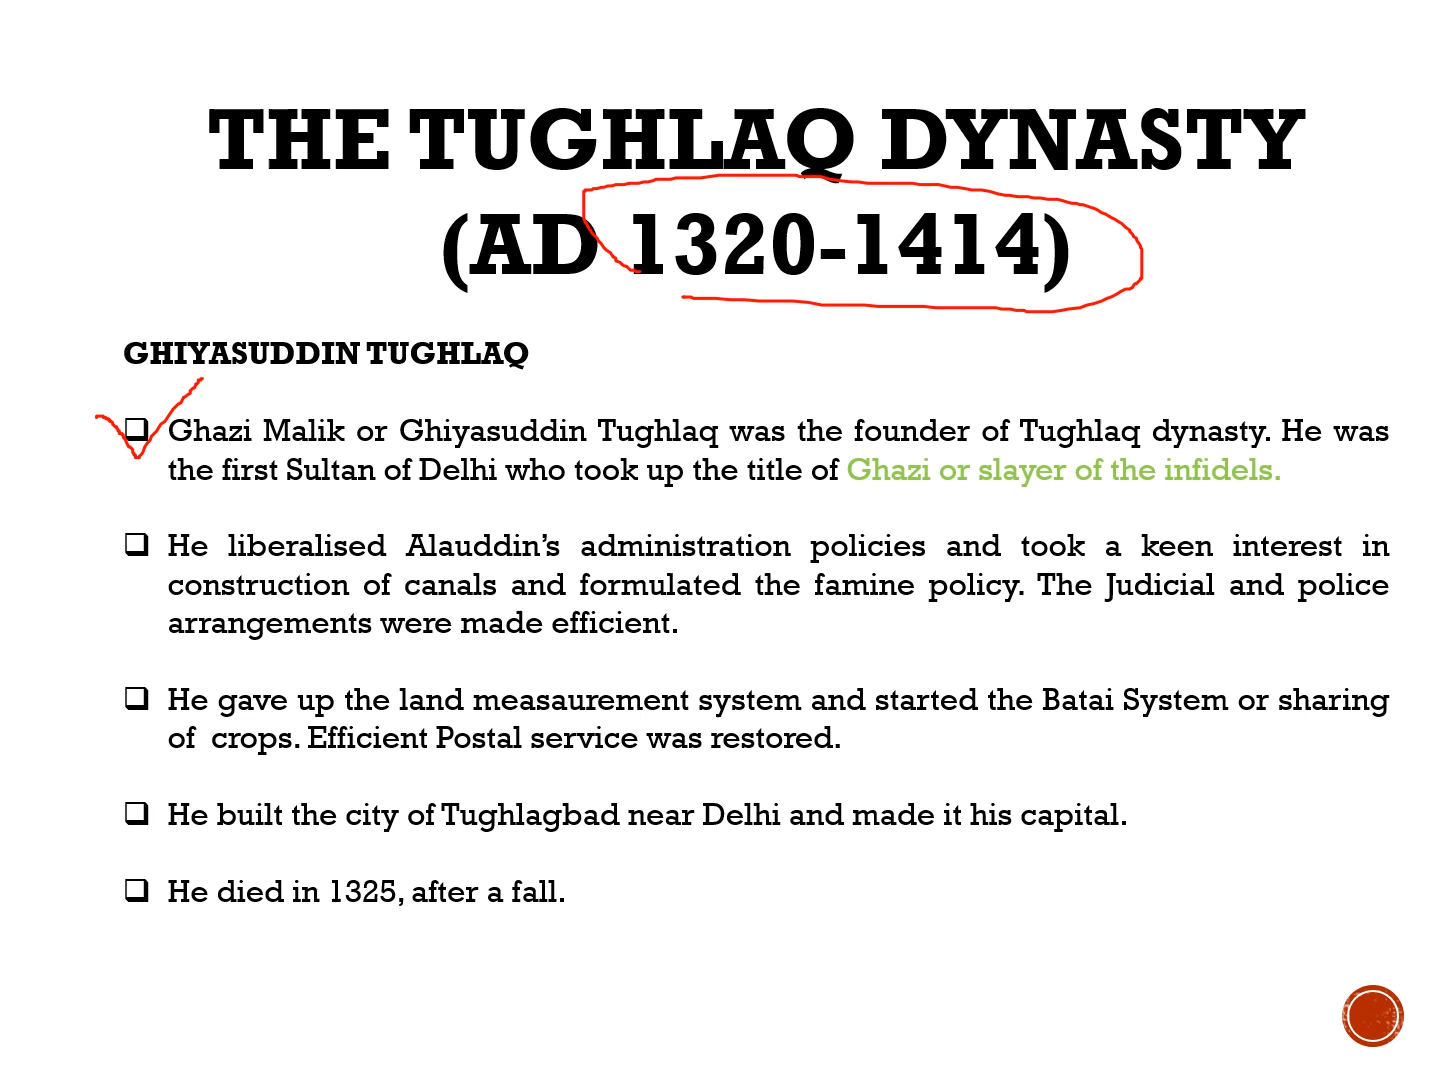 THE TUGHLAQ DYNASTY
(AD 1320-1414)
GHIYASUDDIN TUGHLAQ
❑ Ghazi Malik or Ghiyasuddin Tughlaq was the founder of Tughlaq dynasty. He was
the first Sultan of Delhi who took up the title of Ghazi or slayer of the infidels.
❑ He liberalised Alauddin’s administration policies and took a keen interest in
construction of canals and formulated the famine policy. The Judicial and police
arrangements were made efficient.
❑ He gave up the land measaurement system and started the Batai System or sharing
of crops. Efficient Postal service was restored.
❑ He built the city of Tughlagbad near Delhi and made it his capital.
❑ He died in 1325, after a fall.